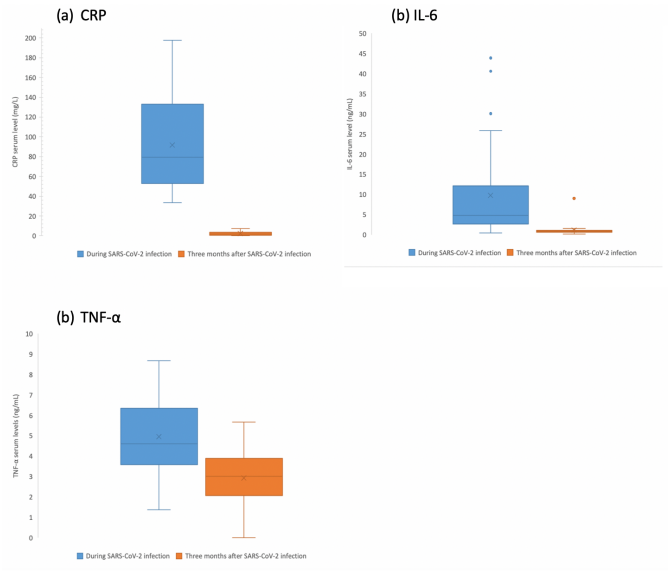 (a) CRP
200
180
160
140
120
100
80
60
40
20
0
CRP serum level (mg/L)
During SARS-CoV-2 infection
Three months after SARS-CoV-2 infection
(b) IL-6
50
45
40
35
30
25
20
15
10
5
0
IL-6 serum level (ng/mL)
During SARS-CoV-2 infection
Three months after SARS-CoV-2 infection
(b) TNF-α
10
9
8
7
6
5
4
3
2
1
0
TNF-α serum levels (ng/mL)
During SARS-CoV-2 infection
Three months after SARS-CoV-2 infection